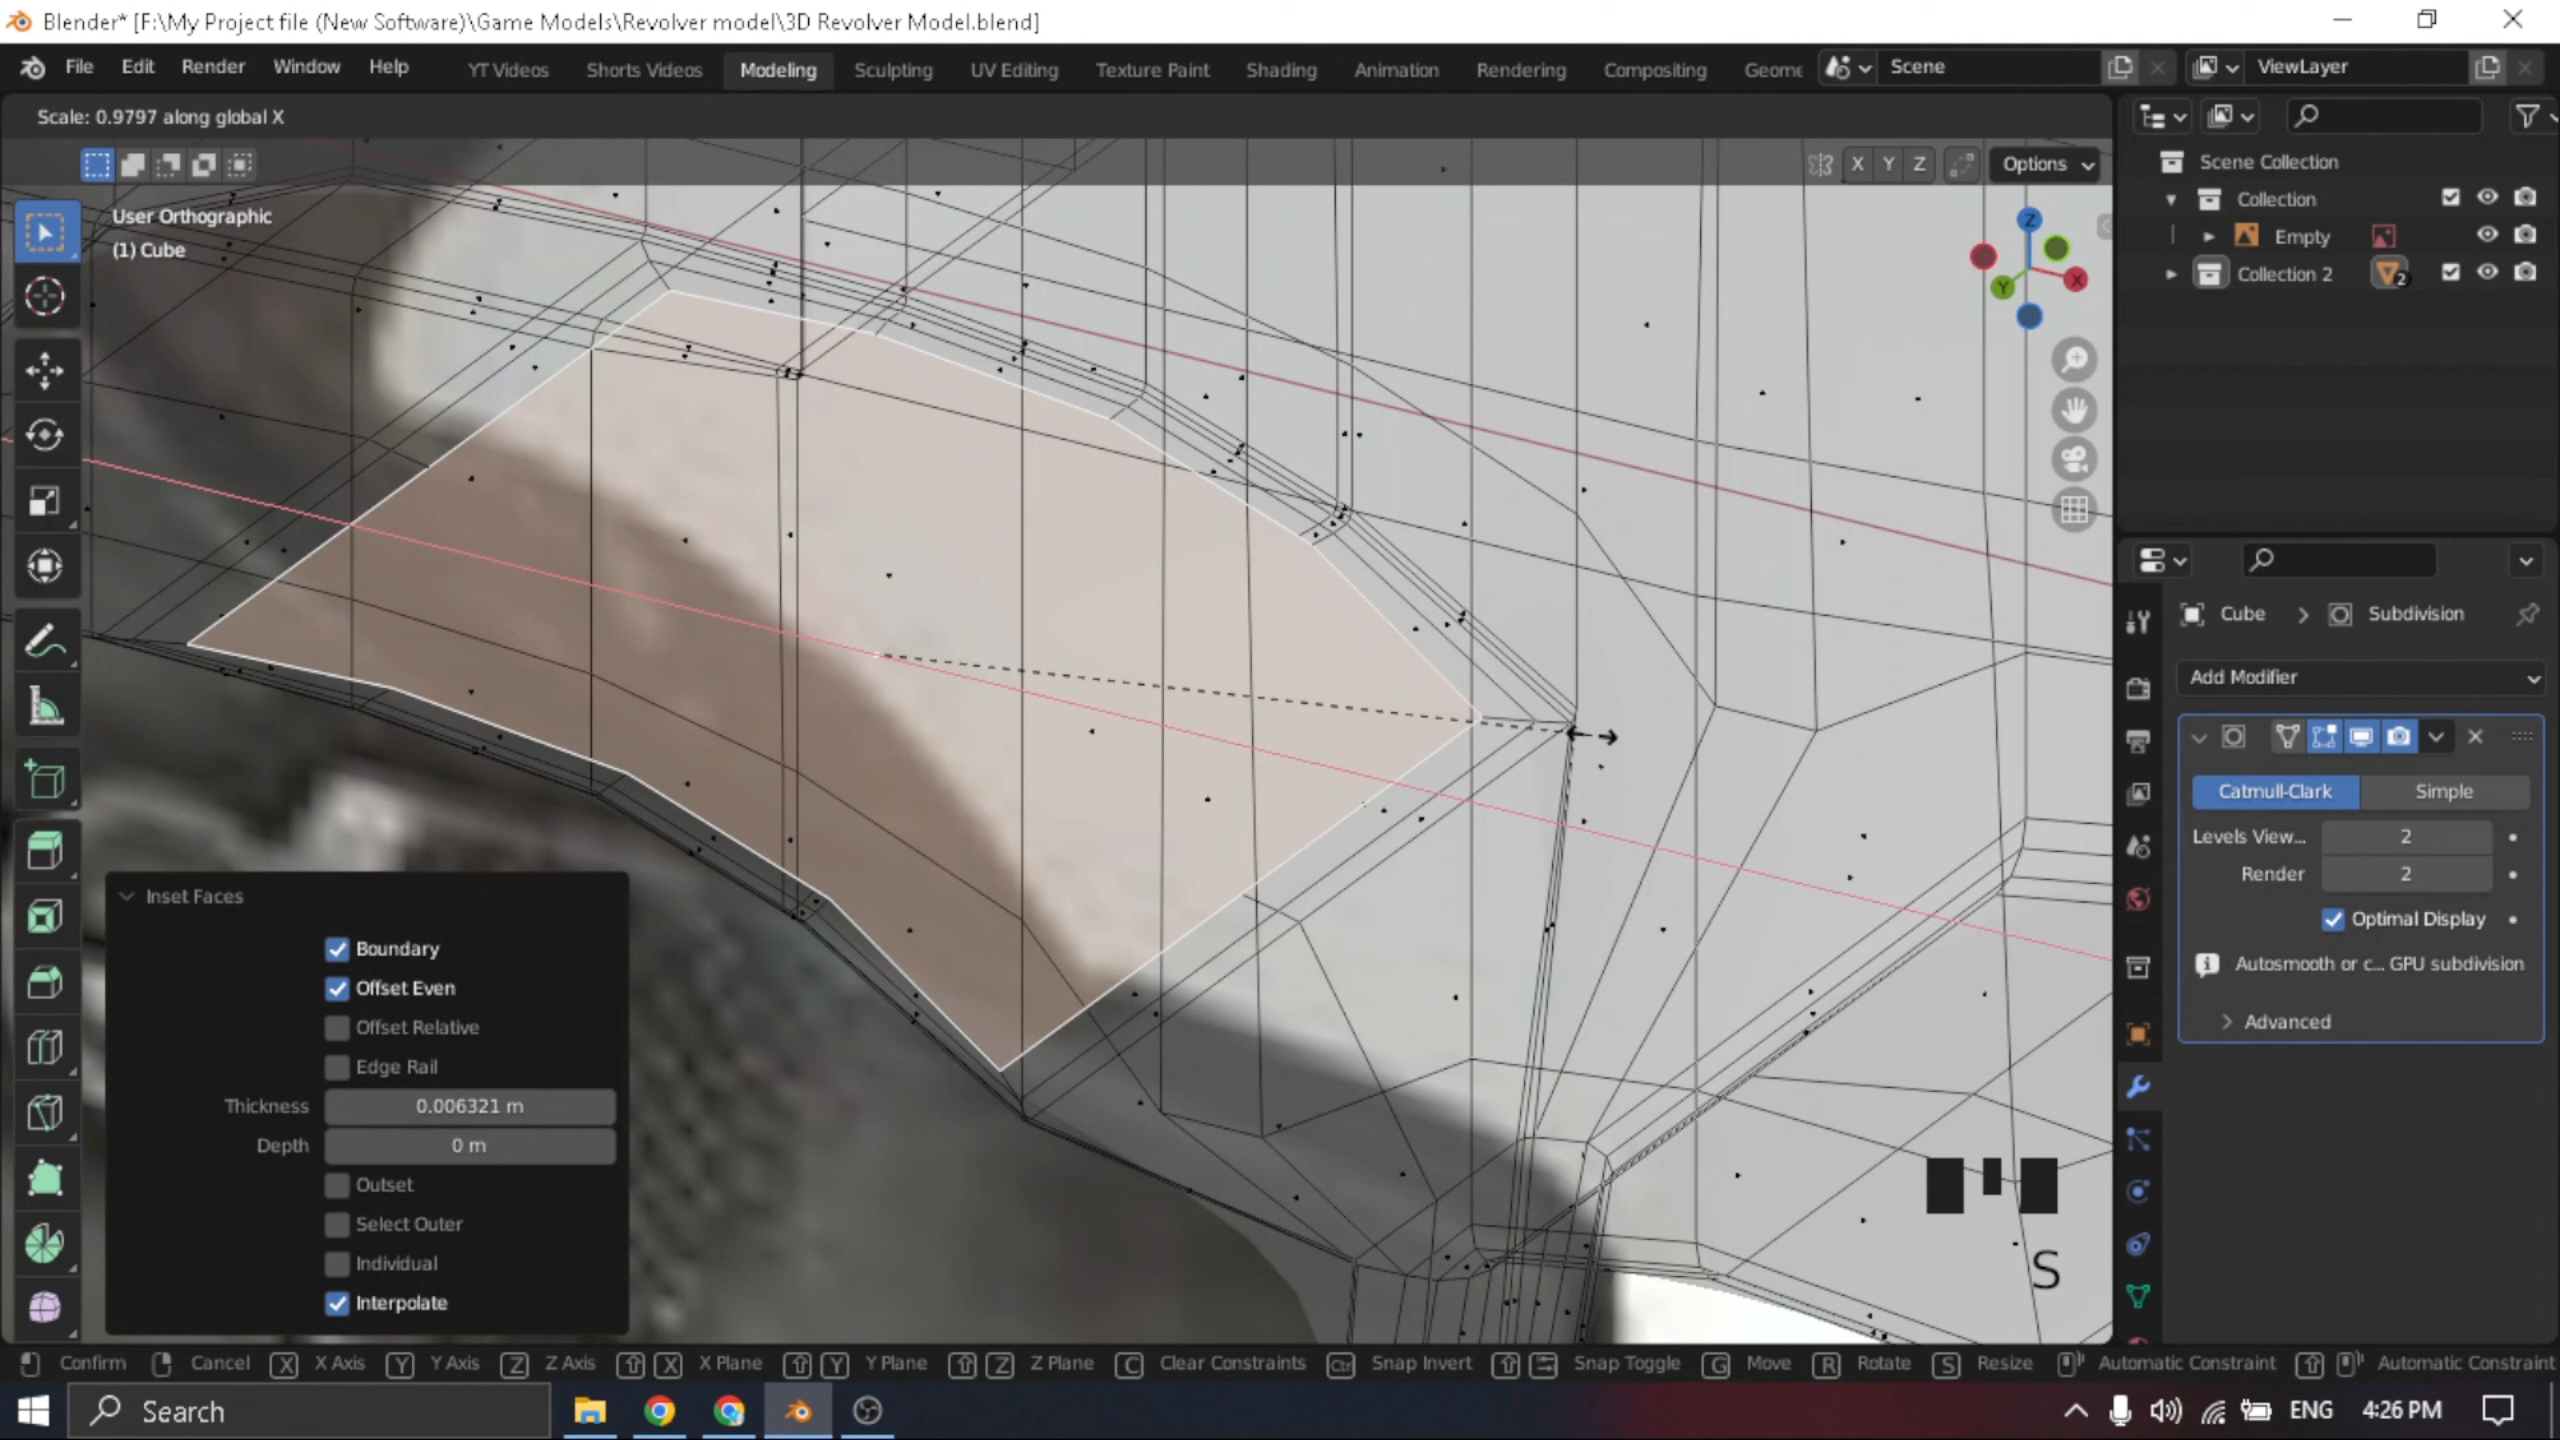 Blender* [F:\My Project file (New Software)\Game Models\Revolver model\3D Revolver Model.blend]
File Edit Render Window Help YT Videos Shorts Videos Modeling Sculpting UV Editing Texture Paint Shading Animation Rendering Compositing Geome Scene ViewLayer
Scale: 0.9797 along global X
X Y Z Options
User Orthographic
(1) Cube
Z
Y
X
Scene Collection
Collection
Empty
Collection 2 2
Cube > Subdivision
Add Modifier
Catmull-Clark Simple
Levels View... 2
Render 2
Optimal Display
Autosmooth or c... GPU subdivision
Advanced
Inset Faces
Boundary
Offset Even
Offset Relative
Edge Rail
Thickness 0.006321 m
Depth 0 m
Outset
Select Outer
Individual
Interpolate
S
Confirm Cancel X X Axis Y Y Axis Z Z Axis X X Plane Y Y Plane Z Z Plane C Clear Constraints Ctrl Snap Invert Snap Toggle G Move R Rotate S Resize Automatic Constraint Automatic Constraint
Search ENG 4:26 PM